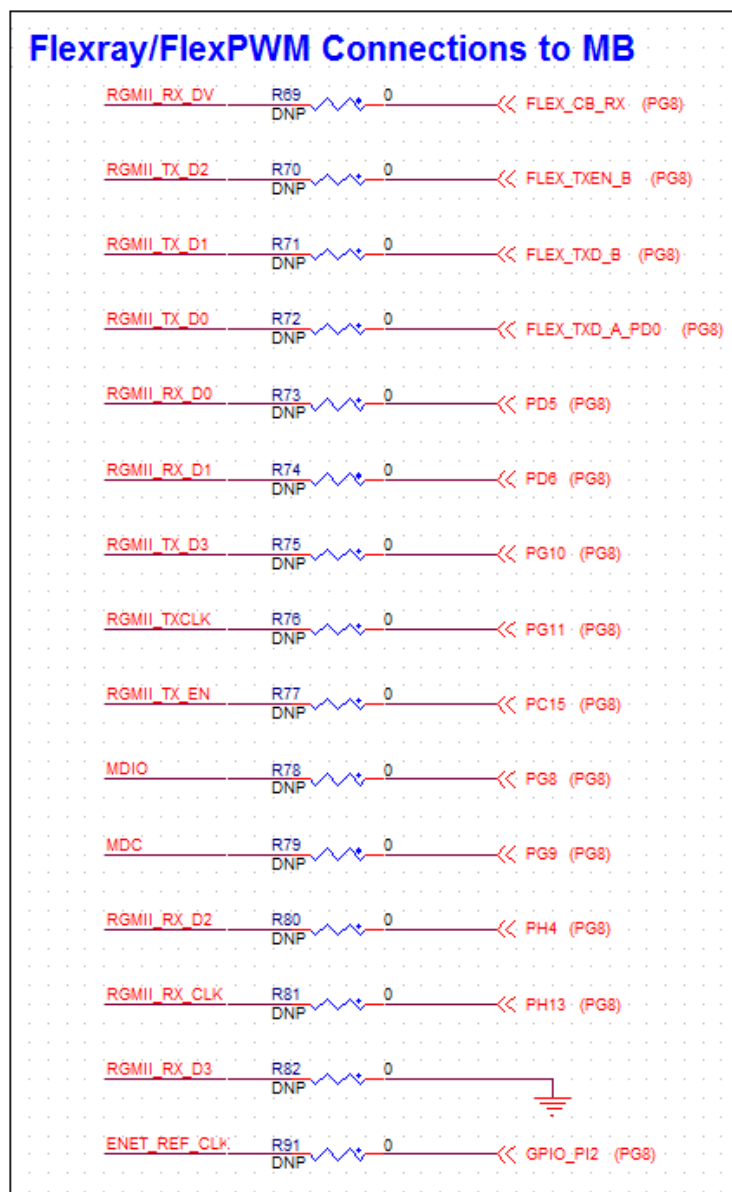 Flexray/FlexPWM Connections to MB
RGMII_RX_DV R69 0 FLEX_CB_RX (PG8)
DNP
RGMII_TX_D2 R70 0 FLEX_TXEN_B (PG8)
DNP
RGMII_TX_D1 R71 0 FLEX_TXD_B (PG8)
DNP
RGMII_TX_D0 R72 0 FLEX_TXD_A_PD0 (PG8)
DNP
RGMII_RX_D0 R73 0 PD5 (PG8)
DNP
RGMII_RX_D1 R74 0 PD6 (PG8)
DNP
RGMII_TX_D3 R75 0 PG10 (PG8)
DNP
RGMII_TXCLK R76 0 PG11 (PG8)
DNP
RGMII_TX_EN R77 0 PC15 (PG8)
DNP
MDIO R78 0 PG8 (PG8)
DNP
MDC R79 0 PG9 (PG8)
DNP
RGMII_RX_D2 R80 0 PH4 (PG8)
DNP
RGMII_RX_CLK R81 0 PH13 (PG8)
DNP
RGMII_RX_D3 R82 0
DNP
ENET_REF_CLK R91 0 GPIO_PI2 (PG8)
DNP